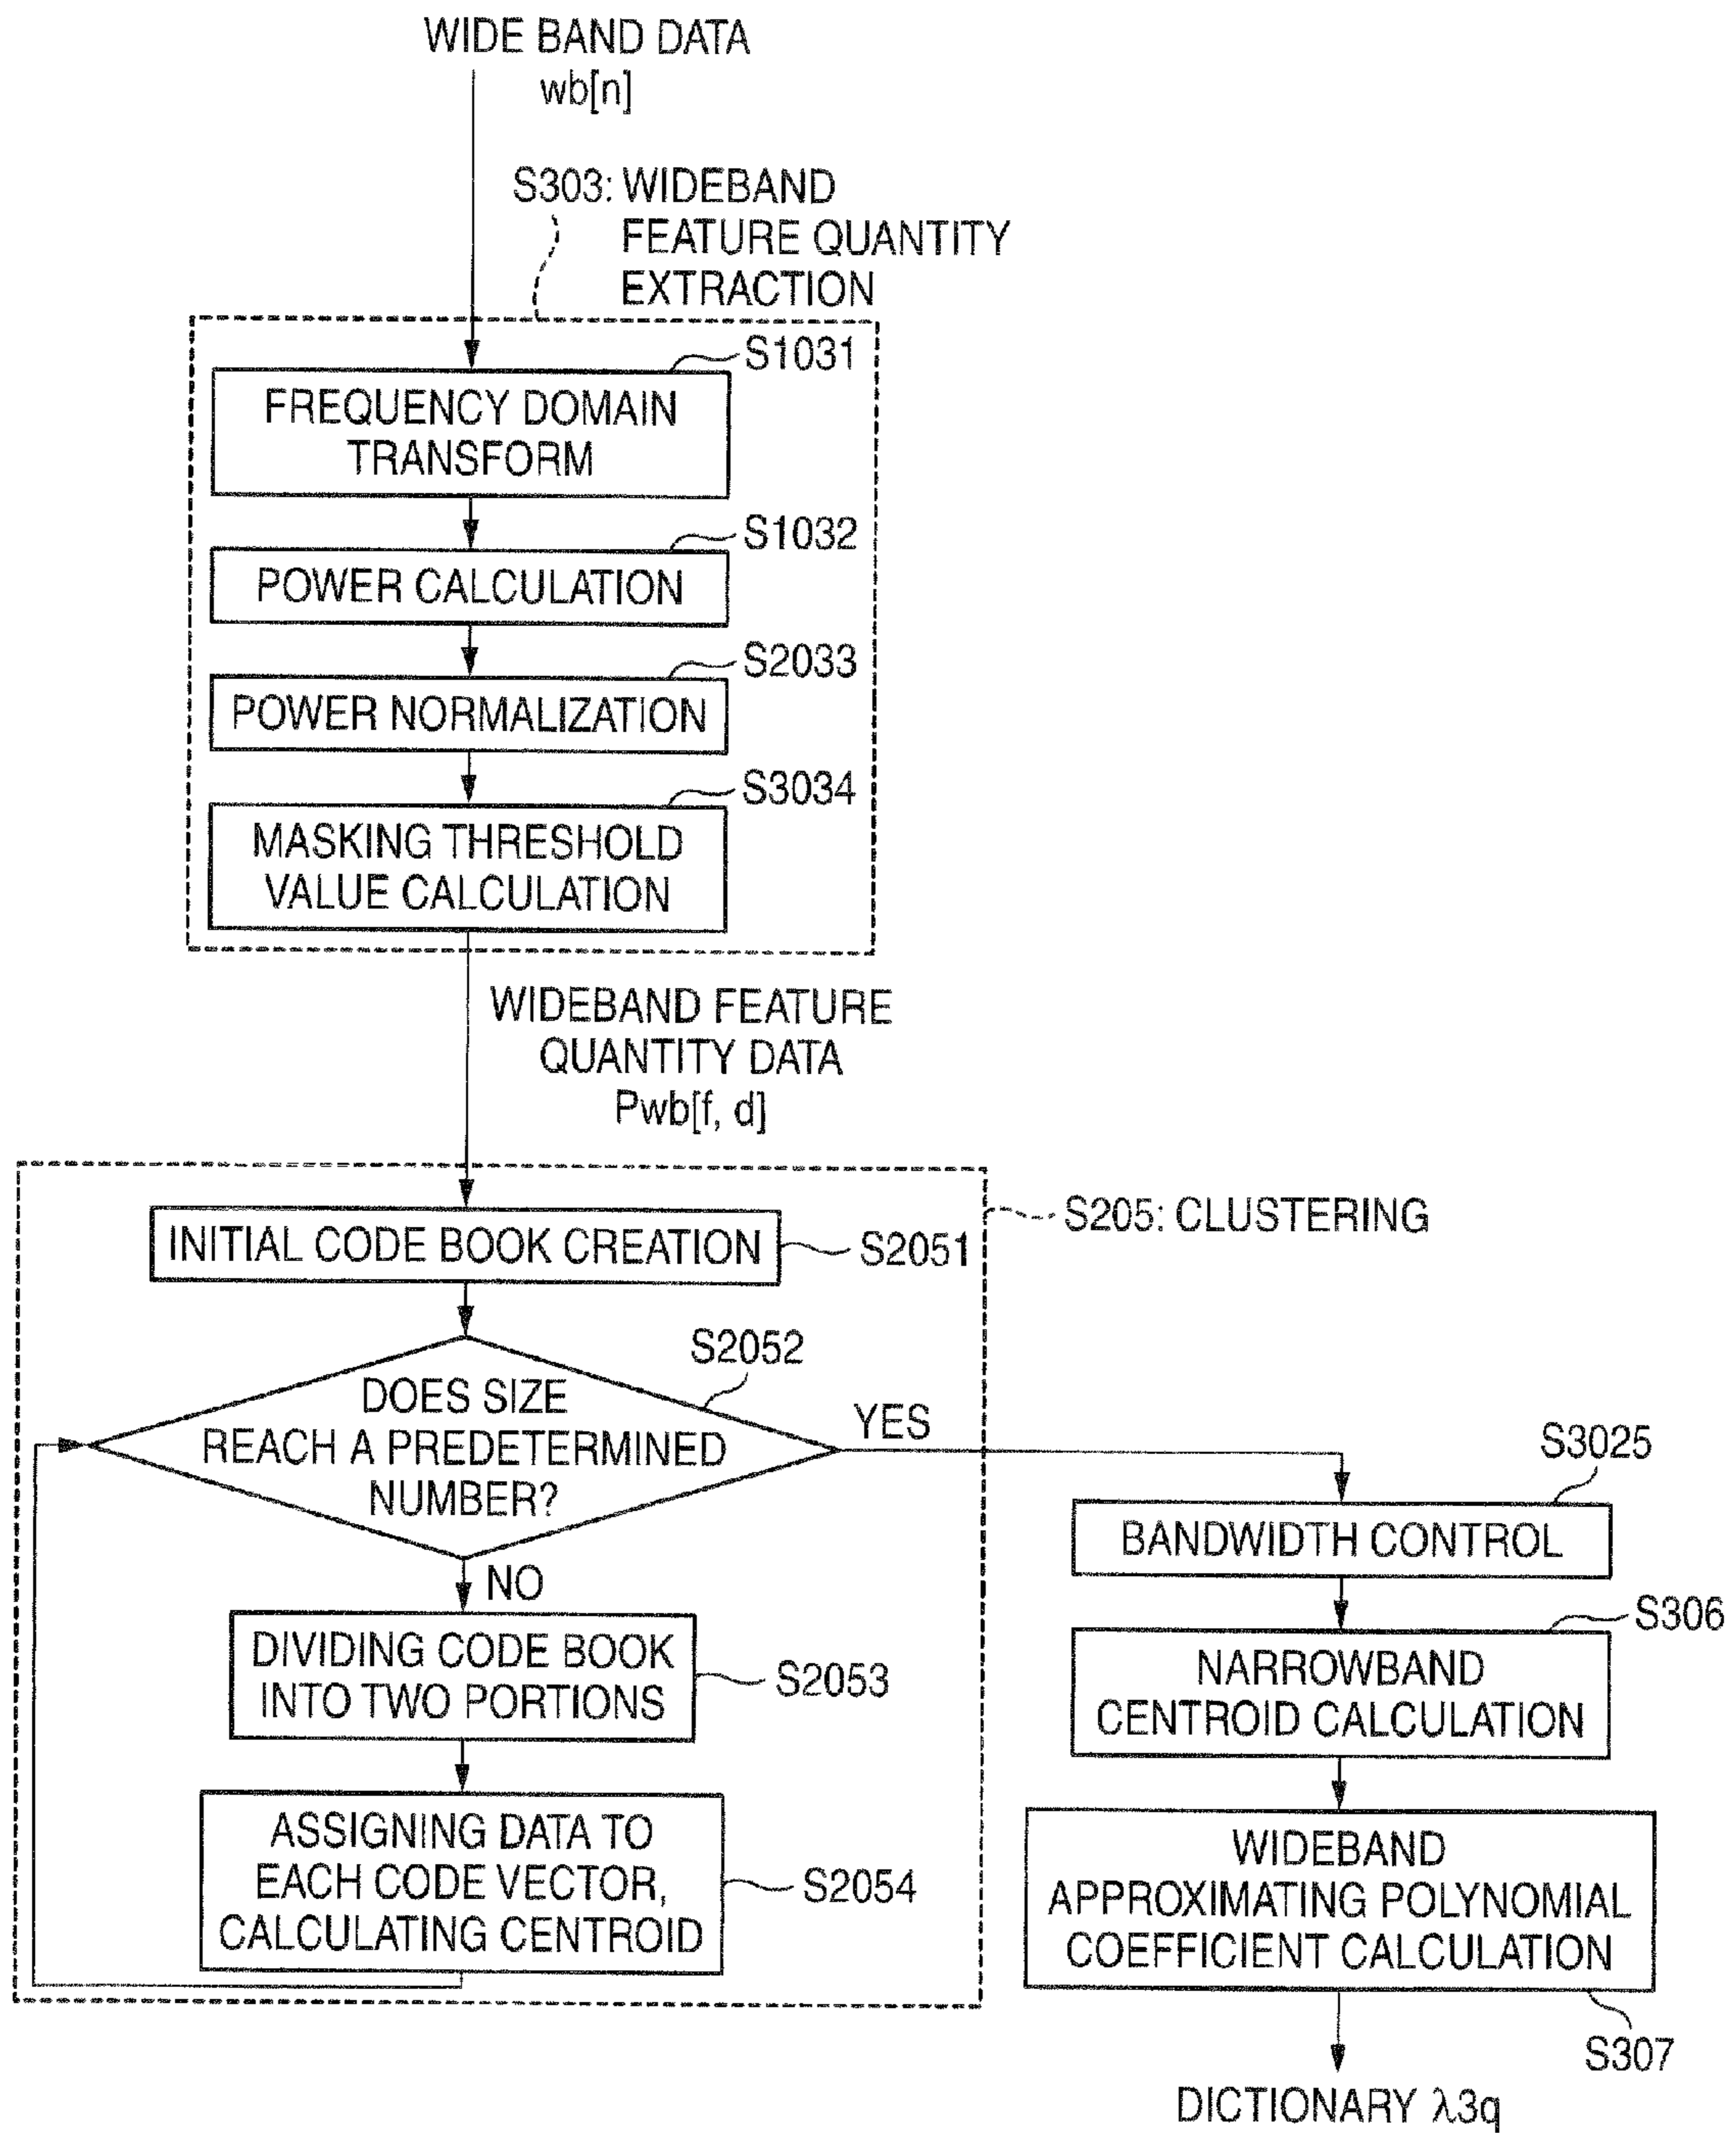 WIDE BAND DATA
wb[n]
S303: WIDEBAND
FEATURE QUANTITY
EXTRACTION
S1031
FREQUENCY DOMAIN
TRANSFORM
S1032
POWER CALCULATION
S2033
POWER NORMALIZATION
S3034
MASKING THRESHOLD
VALUE CALCULATION
WIDEBAND FEATURE
QUANTITY DATA
Pwb[f, d]
S205: CLUSTERING
INITIAL CODE BOOK CREATION
S2051
S2052
DOES SIZE
REACH A PREDETERMINED
NUMBER?
YES
NO
DIVIDING CODE BOOK
INTO TWO PORTIONS
S2053
ASSIGNING DATA TO
EACH CODE VECTOR,
CALCULATING CENTROID
S2054
S3025
BANDWIDTH CONTROL
S306
NARROWBAND
CENTROID CALCULATION
WIDEBAND
APPROXIMATING POLYNOMIAL
COEFFICIENT CALCULATION
S307
DICTIONARY λ3q